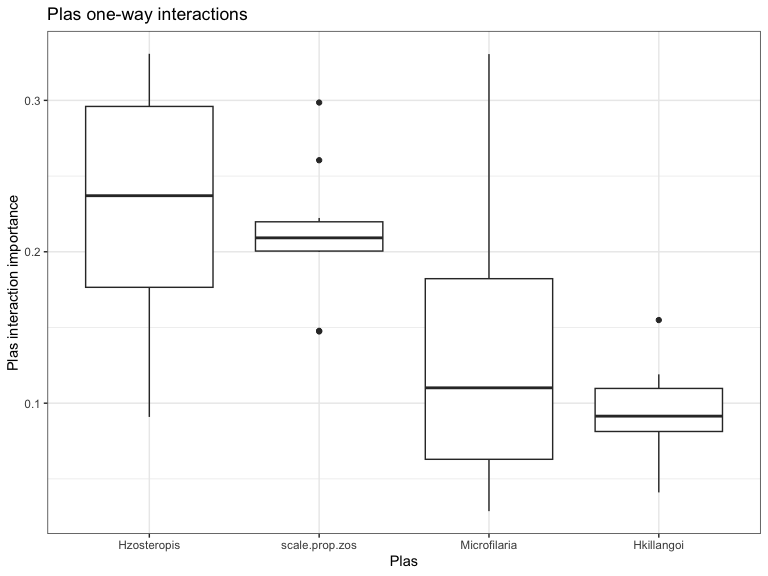 Plas one-way interactions
Plas interaction importance
0.3
0.2
0.1
Hzosteropis scale.prop.zos Microfilaria Hkillangoi
Plas